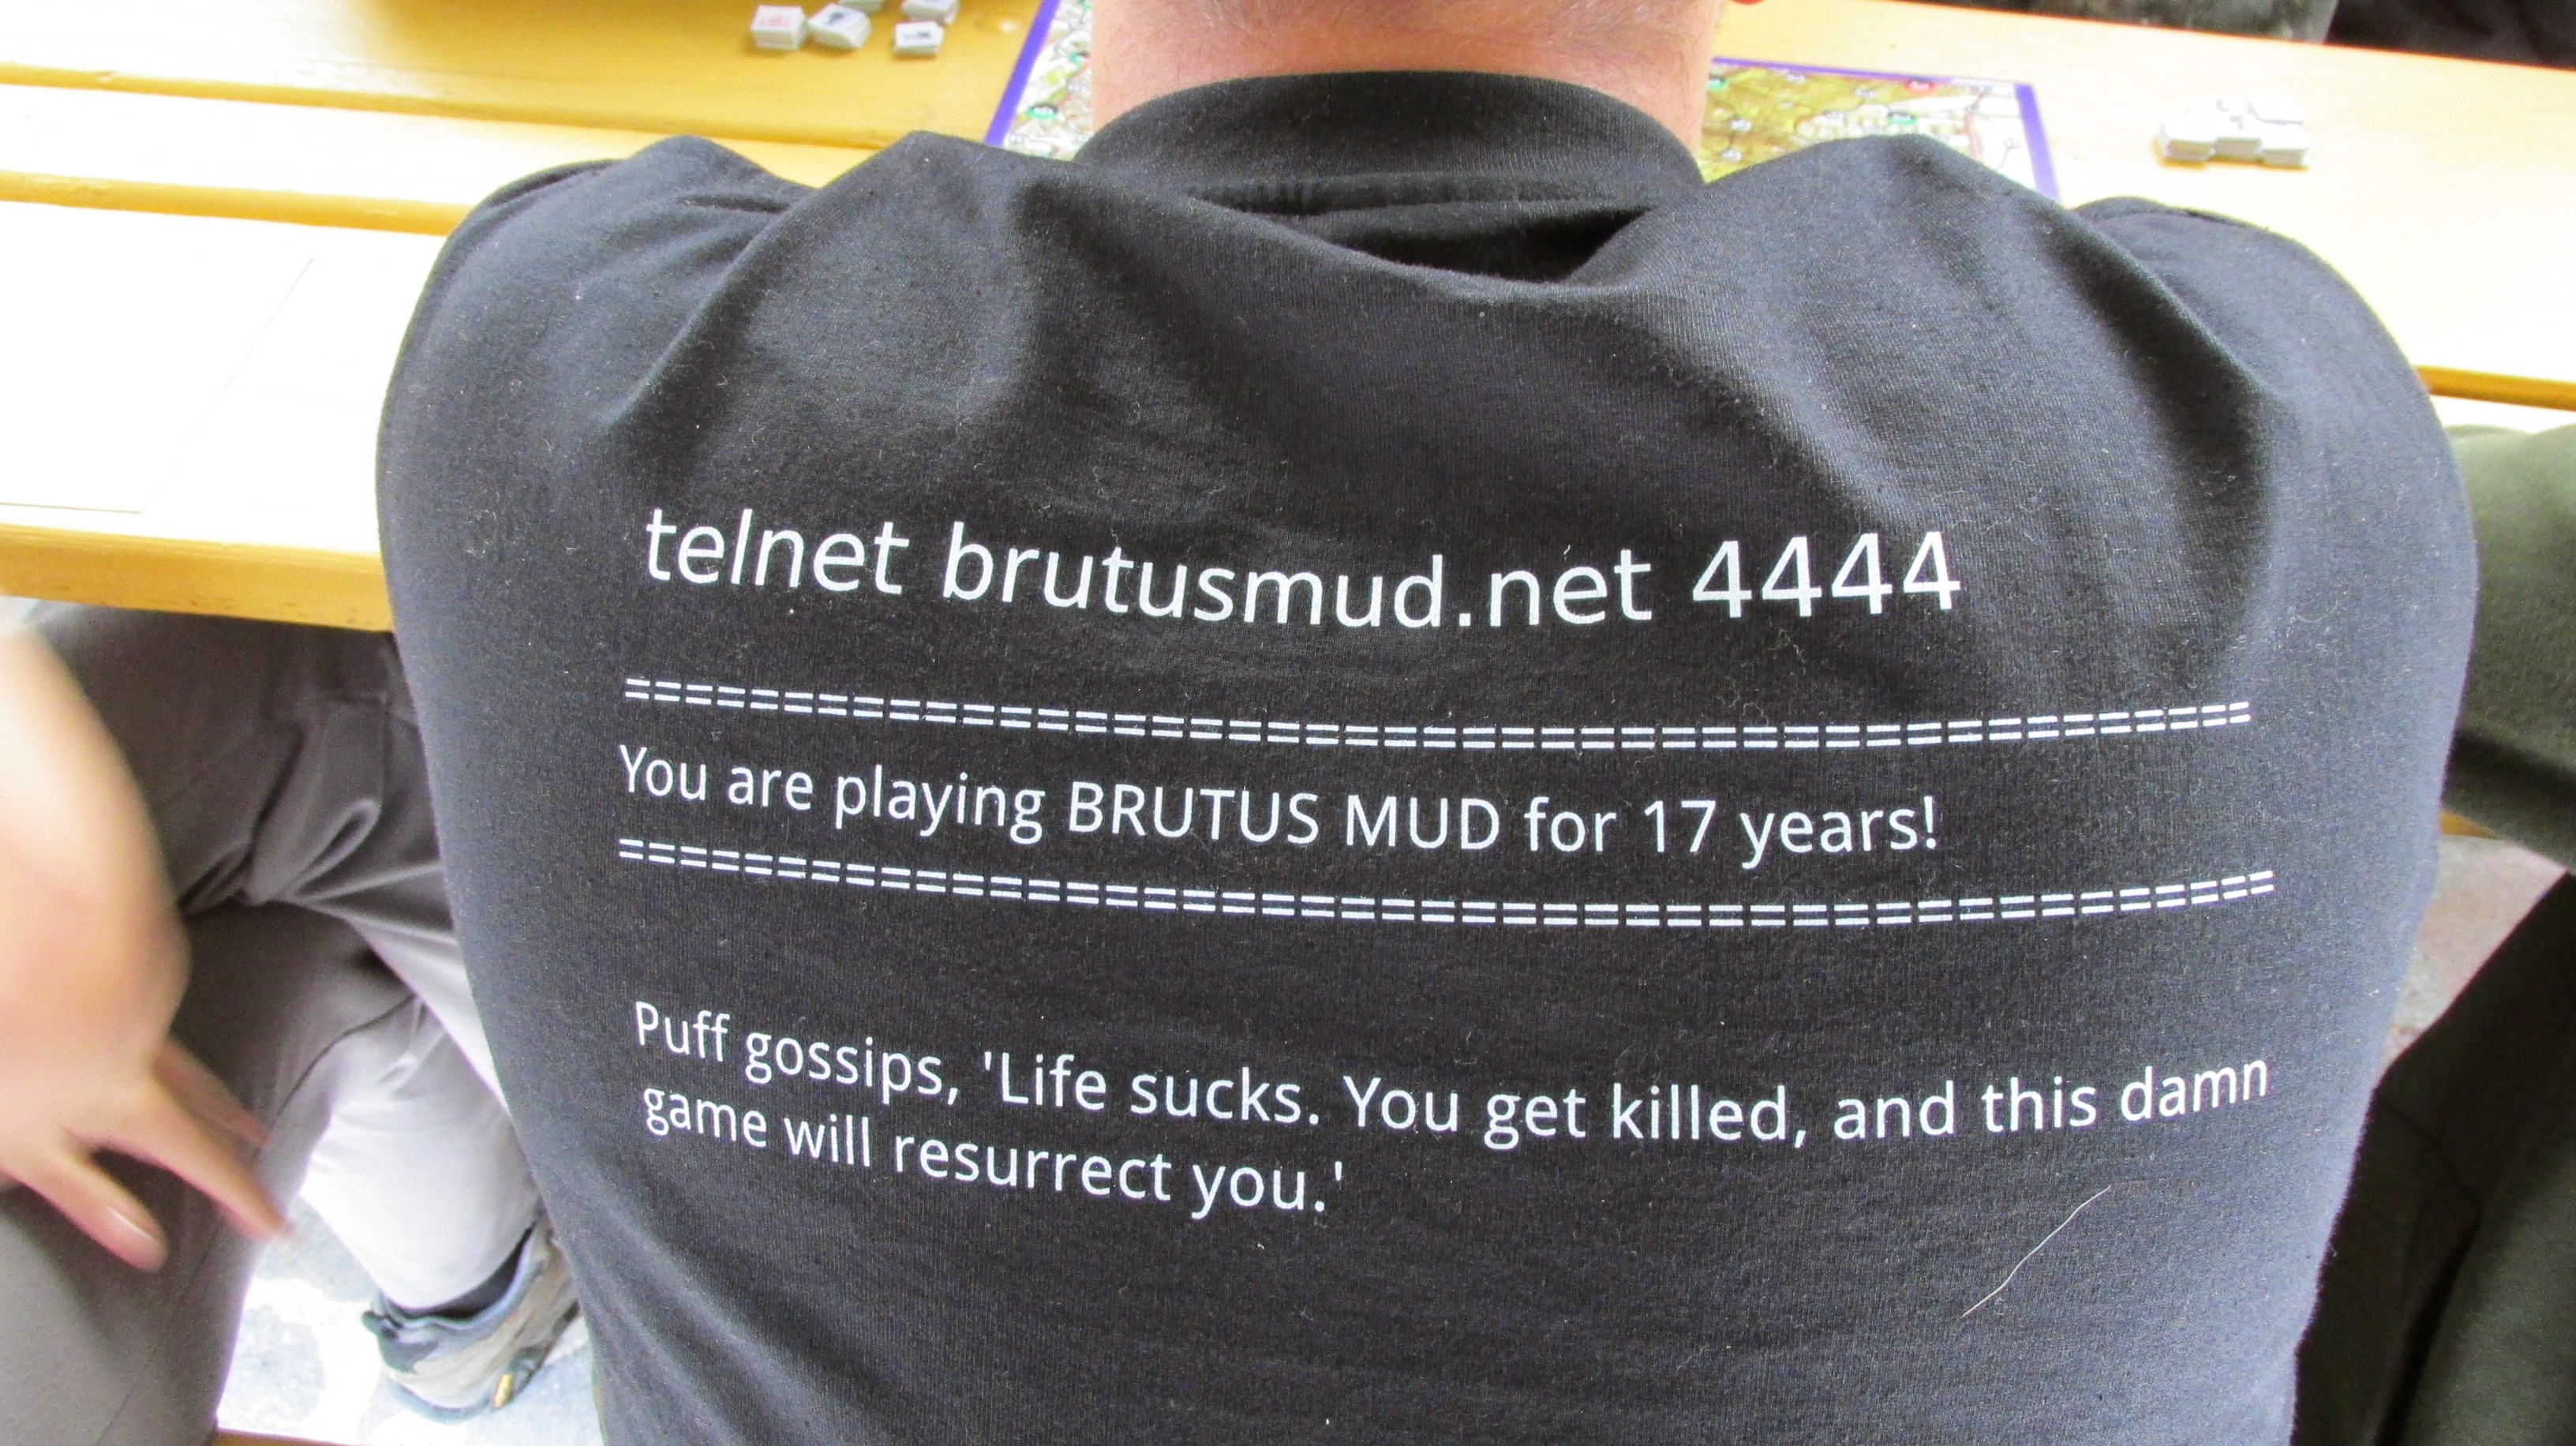 telnet brutusmud.net 4444
=============================================
You are playing BRUTUS MUD for 17 years!
=============================================
Puff gossips, 'Life sucks. You get killed, and this damn
game will resurrect you.'